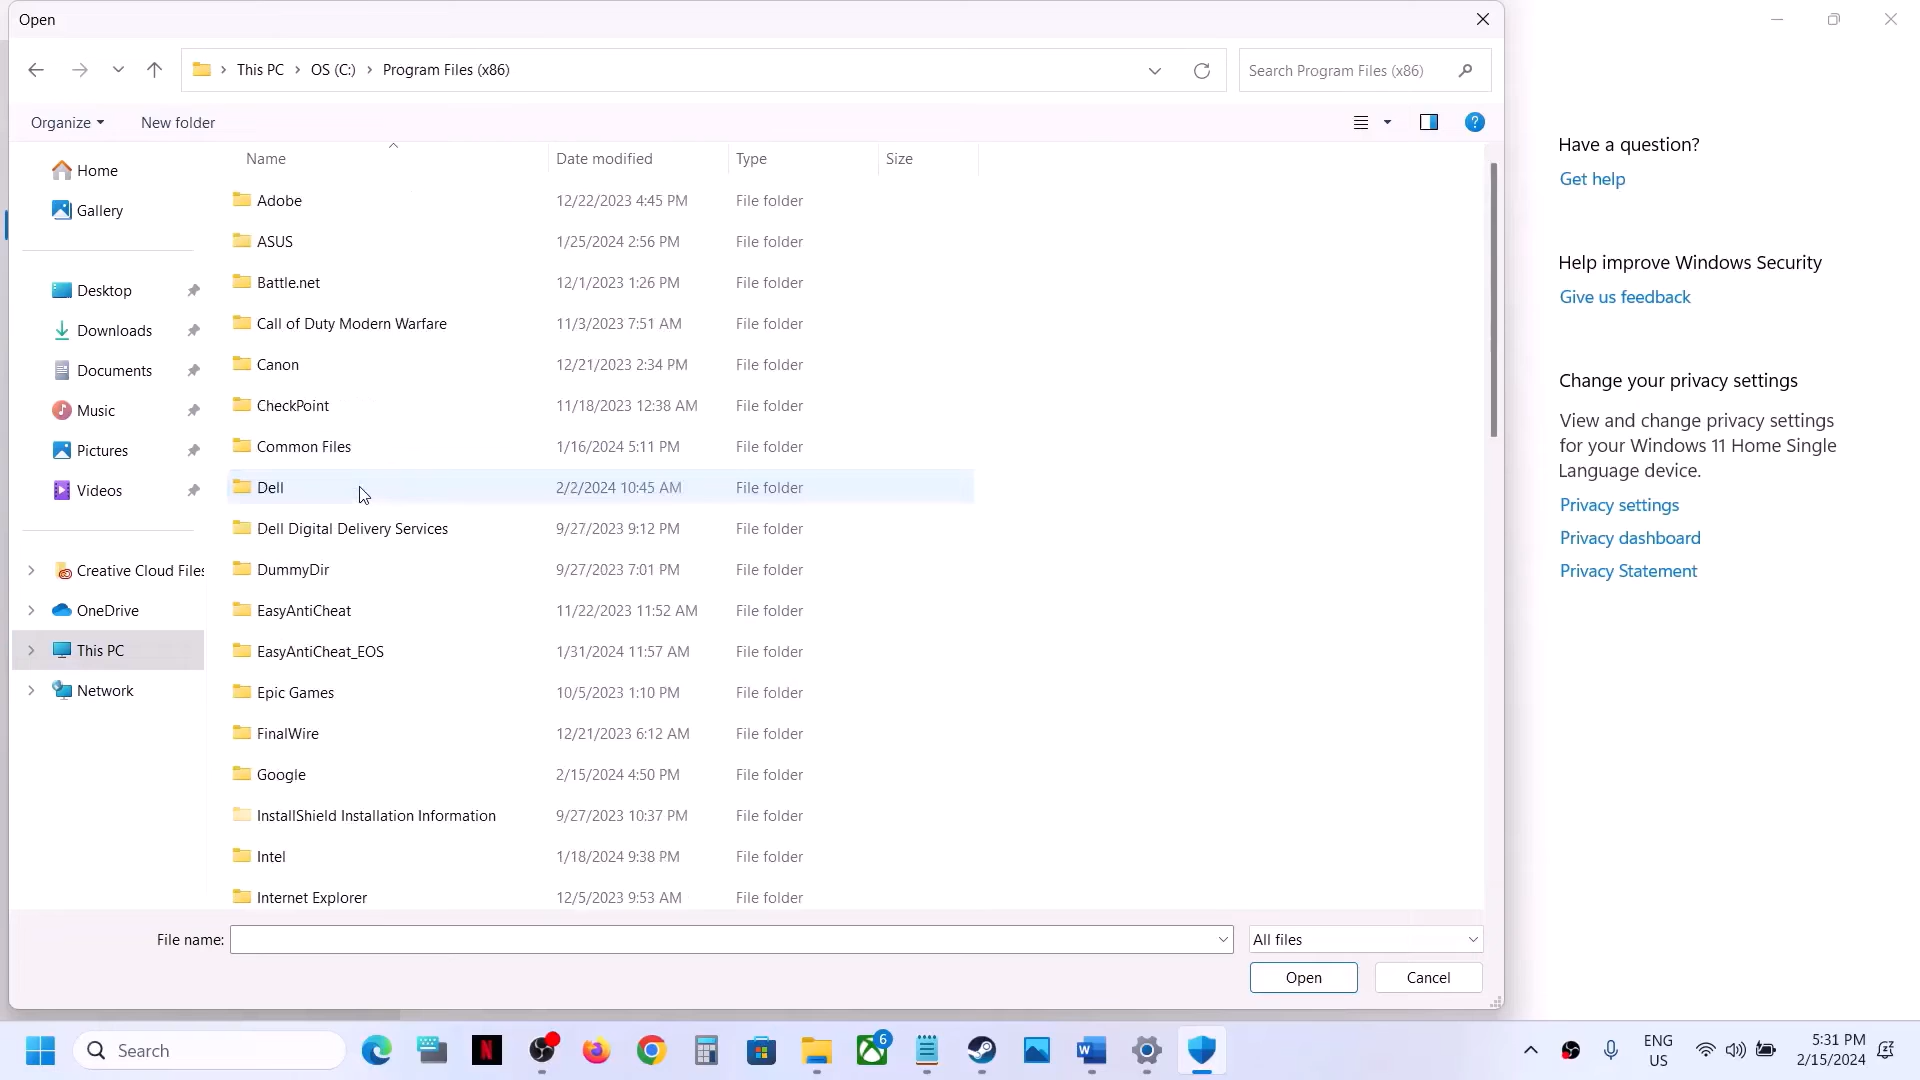 Open
This PC > OS (C:) > Program Files (x86)
Search Program Files (x86)
Organize
New folder
Name Date modified Type Size
Home
Gallery
Desktop
Downloads
Documents
Music
Pictures
Videos
Creative Cloud Files
OneDrive
This PC
Network
Adobe 12/22/2023 4:45 PM File folder
ASUS 1/25/2024 2:56 PM File folder
Battle.net 12/1/2023 1:26 PM File folder
Call of Duty Modern Warfare 11/3/2023 7:51 AM File folder
Canon 12/21/2023 2:34 PM File folder
CheckPoint 11/18/2023 12:38 AM File folder
Common Files 1/16/2024 5:11 PM File folder
Dell 2/2/2024 10:45 AM File folder
Dell Digital Delivery Services 9/27/2023 9:12 PM File folder
DummyDir 9/27/2023 7:01 PM File folder
EasyAntiCheat 11/22/2023 11:52 AM File folder
EasyAntiCheat_EOS 1/31/2024 11:57 AM File folder
Epic Games 10/5/2023 1:10 PM File folder
FinalWire 12/21/2023 6:12 AM File folder
Google 2/15/2024 4:50 PM File folder
InstallShield Installation Information 9/27/2023 10:37 PM File folder
Intel 1/18/2024 9:38 PM File folder
Internet Explorer 12/5/2023 9:53 AM File folder
File name:
All files
Open
Cancel
Have a question?
Get help
Help improve Windows Security
Give us feedback
Change your privacy settings
View and change privacy settings
for your Windows 11 Home Single
Language device.
Privacy settings
Privacy dashboard
Privacy Statement
Search
N
6
W
ENG
US
5:31 PM
2/15/2024